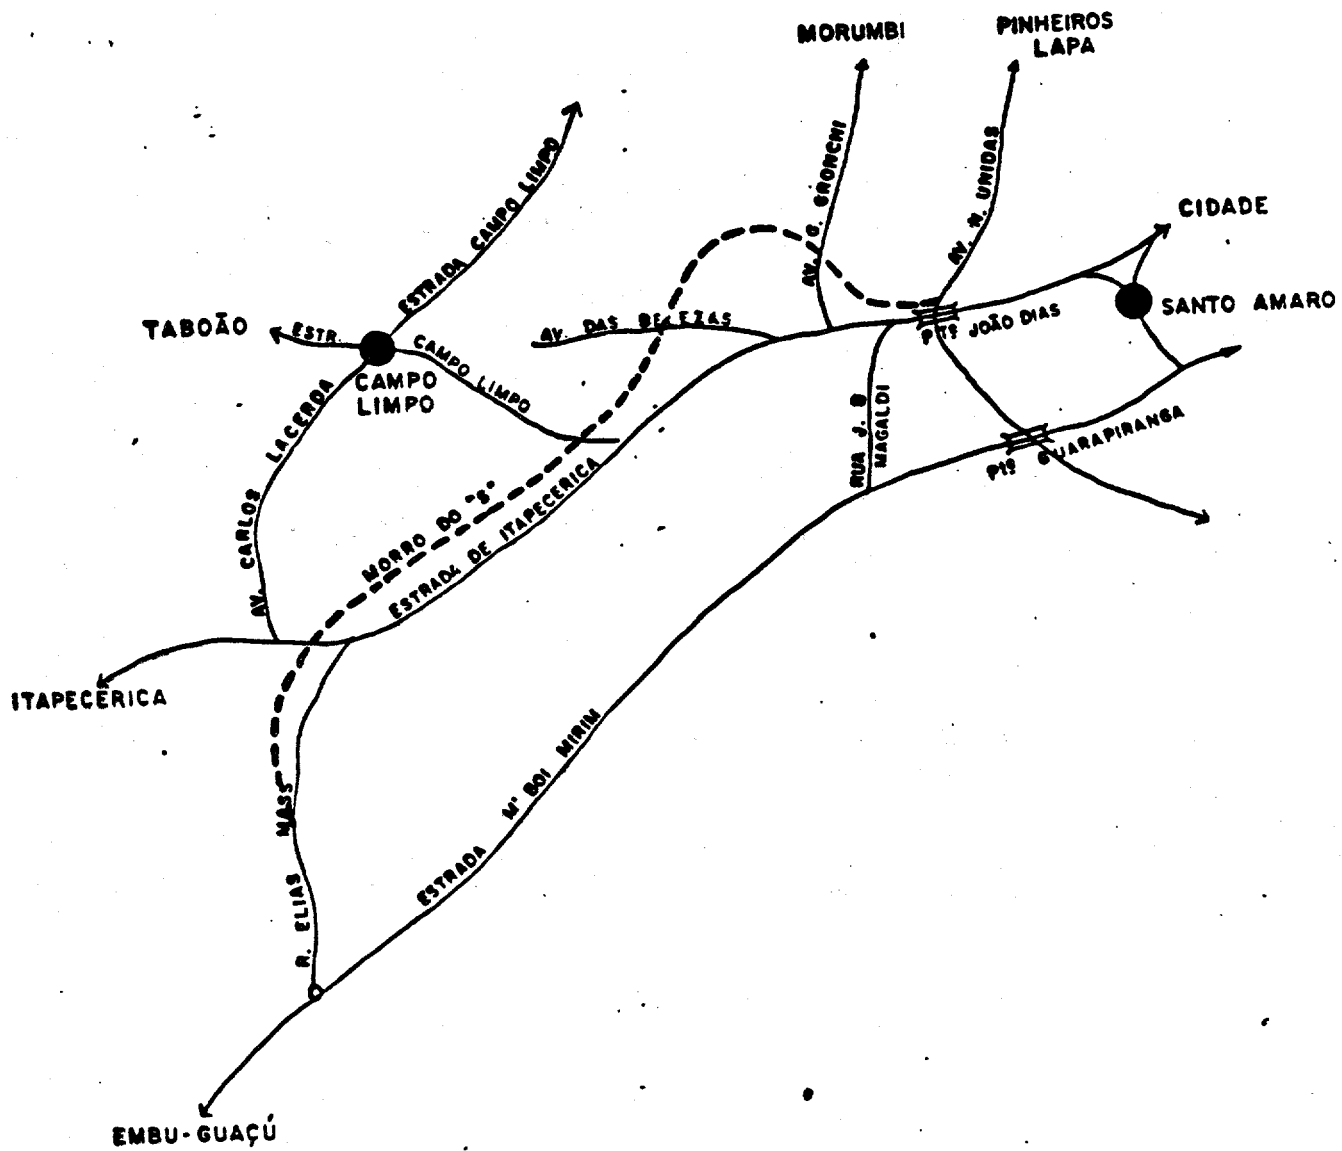 MORUMBI
PINHEIROS
LAPA
ESTRADA CAMPO LIMPO
AV. G. GRONCHI
AV. N. UNIDAS
CIDADE
TABOÃO
ESTR.
CAMPO LIMPO
AV. DAS BELEZAS
PTE JOÃO DIAS
SANTO AMARO
CAMPO
LIMPO
AV. CARLOS LACERDA
RUA J. B
MAGALDI
PTE GUARAPIRANGA
MORRO DO "S"
ESTRADA DE ITAPECERICA
ITAPECERICA
R. ELIAS MASS
ESTRADA M' BOI MIRIM
EMBU-GUAÇÚ